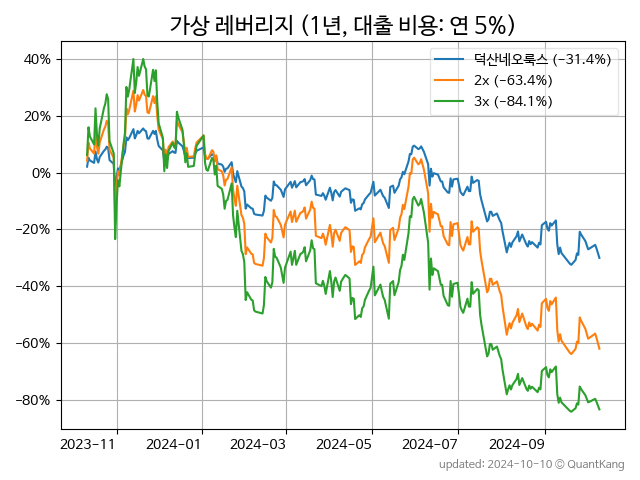 가상 레버리지 (1년, 대출 비용: 연 5%)
덕산네오룩스 (−31.4%)
2x (−63.4%)
3x (−84.1%)
40%
20%
0%
−20%
−40%
−60%
−80%
2023-11 2024-01 2024-03 2024-05 2024-07 2024-09
updated: 2024-10-10 © QuantKang